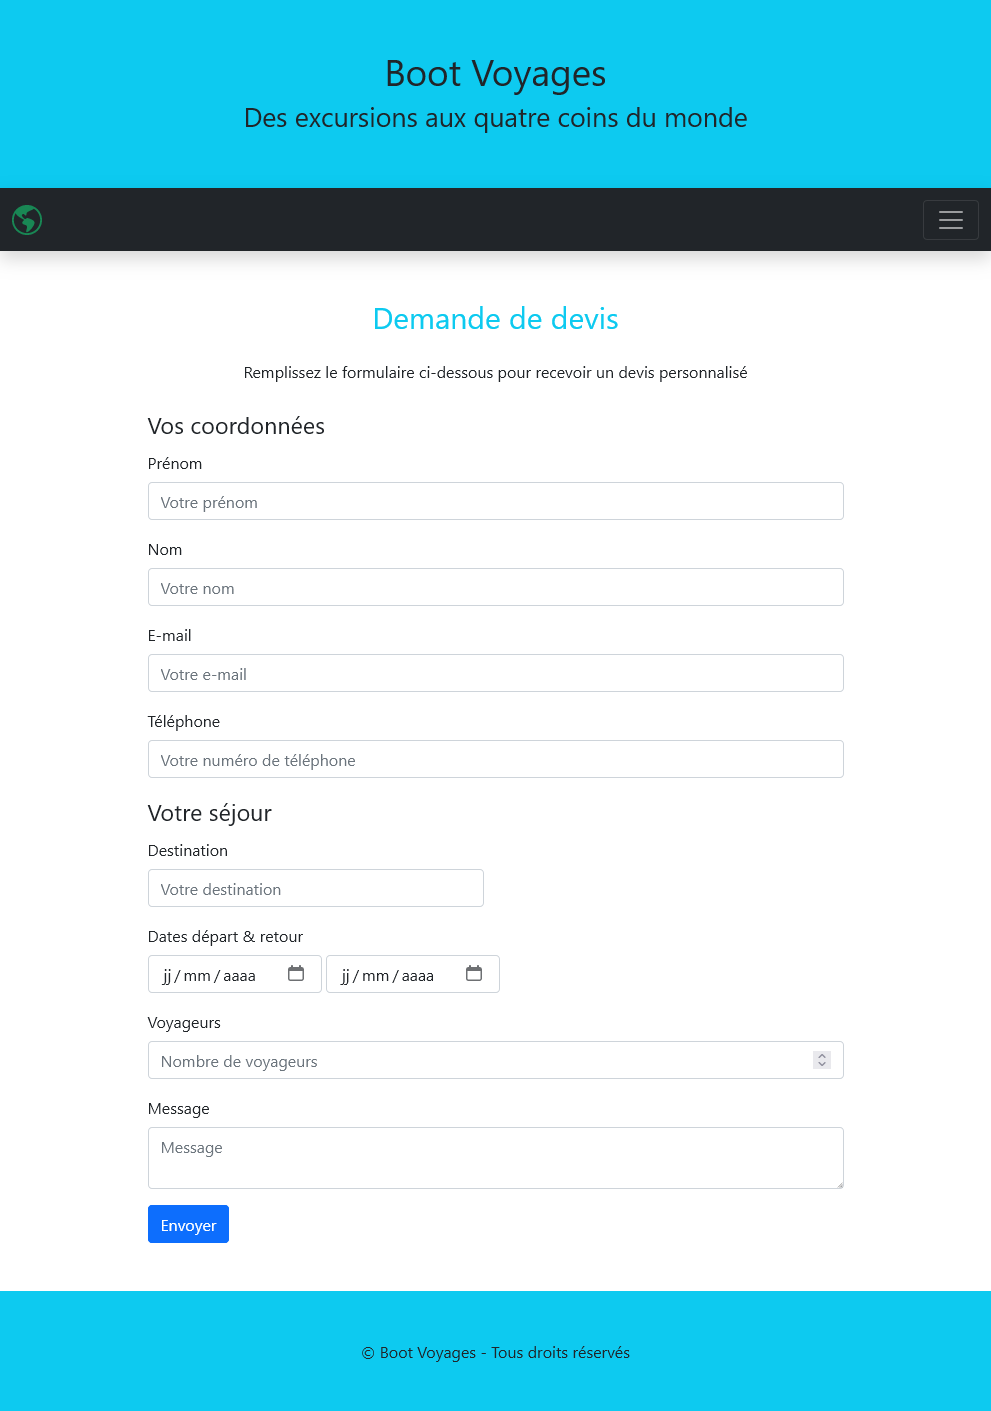 Boot Voyages
Des excursions aux quatre coins du monde
Demande de devis
Remplissez le formulaire ci-dessous pour recevoir un devis personnalisé
Vos coordonnées
Prénom
Votre prénom
Nom
Votre nom
E-mail
Votre e-mail
Téléphone
Votre numéro de téléphone
Votre séjour
Destination
Votre destination
Dates départ & retour
jj / mm / aaaa jj / mm / aaaa
Voyageurs
Nombre de voyageurs
Message
Message
Envoyer
© Boot Voyages - Tous droits réservés